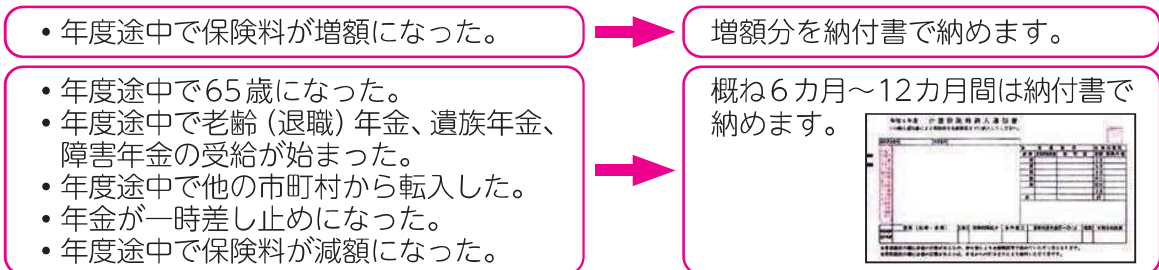 •年度途中で保険料が増額になった。
増額分を納付書で納めます。
•年度途中で65歳になった。
•年度途中で老齢（退職）年金、遺族年金、
障害年金の受給が始まった。
•年度途中で他の市町村から転入した。
•年金が一時差し止めになった。
•年度途中で保険料が減額になった。
概ね6カ月～12カ月間は納付書で
納めます。